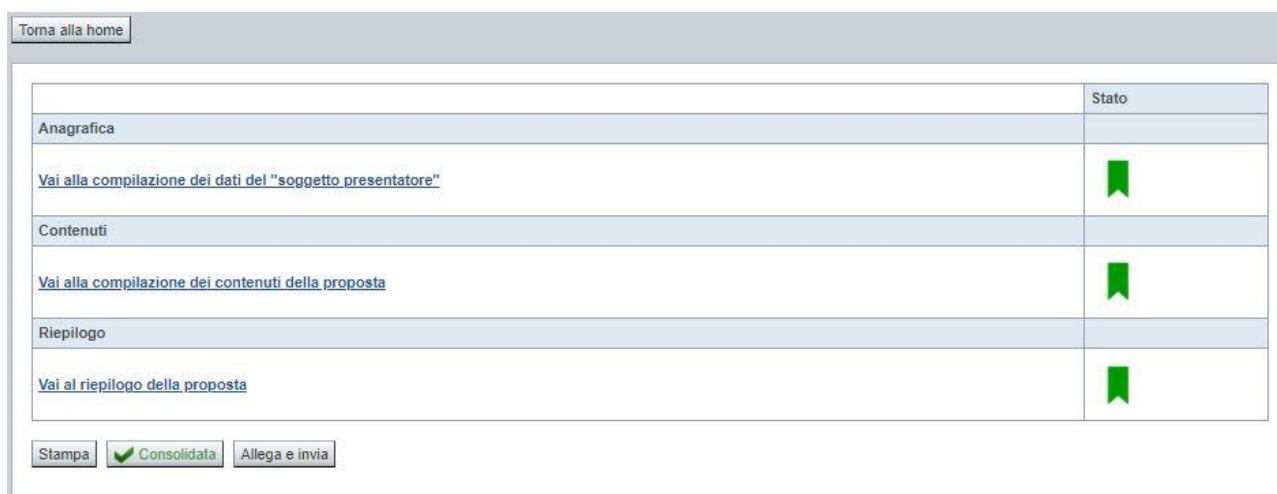 Torna alla home
Stato
Anagrafica
Vai alla compilazione dei dati del "soggetto presentatore"
Contenuti
Vai alla compilazione dei contenuti della proposta
Riepilogo
Vai al riepilogo della proposta
Stampa Consolidata Allega e invia